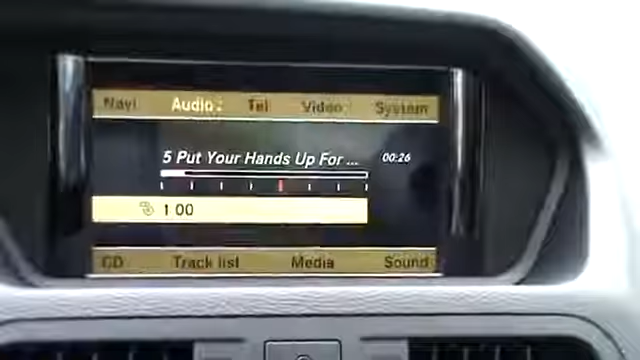 Navi Audio Tel Video System
5 Put Your Hands Up For ... 00:26
1 00
CD Track list Media Sound